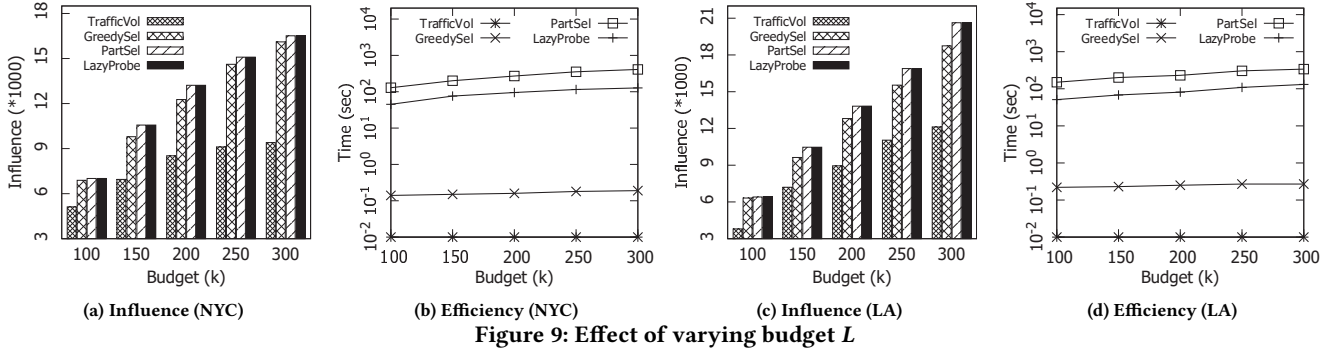 TrafficVol
GreedySel
PartSel
LazyProbe
Influence (*1000)
18
15
12
9
6
3
100 150 200 250 300
Budget (k)
(a) Influence (NYC)
TrafficVol PartSel
GreedySel LazyProbe
Time (sec)
10^4
10^3
10^2
10^1
10^0
10^-1
10^-2
100 150 200 250 300
Budget (k)
(b) Efficiency (NYC)
TrafficVol
GreedySel
PartSel
LazyProbe
Influence (*1000)
21
18
15
12
9
6
3
100 150 200 250 300
Budget (k)
(c) Influence (LA)
TrafficVol PartSel
GreedySel LazyProbe
Time (sec)
10^4
10^3
10^2
10^1
10^0
10^-1
10^-2
100 150 200 250 300
Budget (k)
(d) Efficiency (LA)
Figure 9: Effect of varying budget L